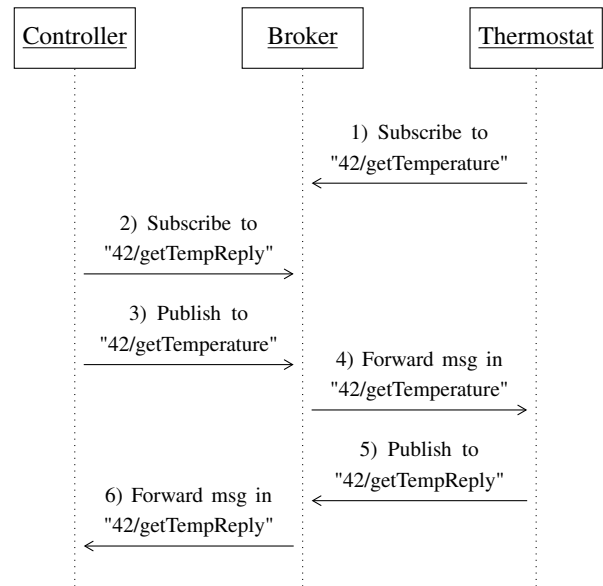 Controller
Broker
Thermostat
1) Subscribe to
"42/getTemperature"
2) Subscribe to
"42/getTempReply"
3) Publish to
"42/getTemperature"
4) Forward msg in
"42/getTemperature"
5) Publish to
"42/getTempReply"
6) Forward msg in
"42/getTempReply"